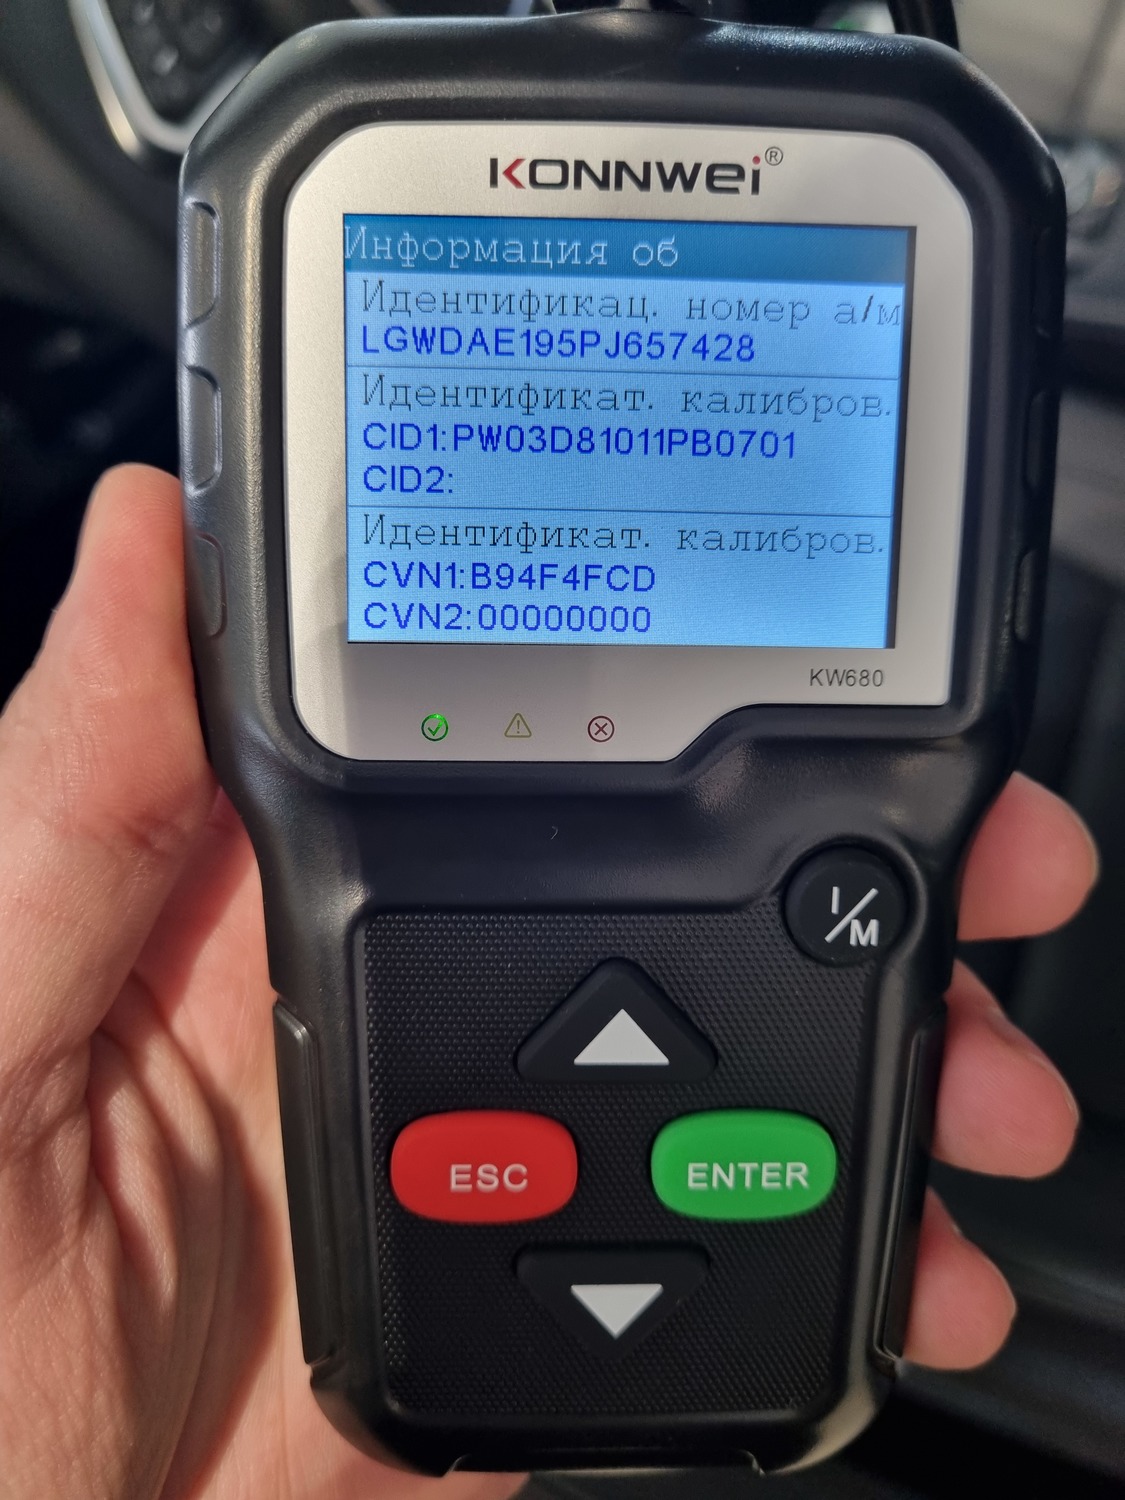 KONNWEI®
Информация об
Идентификац. номер а/м
LGWDAE195PJ657428
Идентификат. калибров.
CID1:PW03D81011PB0701
CID2:
Идентификат. калибров.
CVN1:B94F4FCD
CVN2:00000000
KW680
I/M
ESC
ENTER